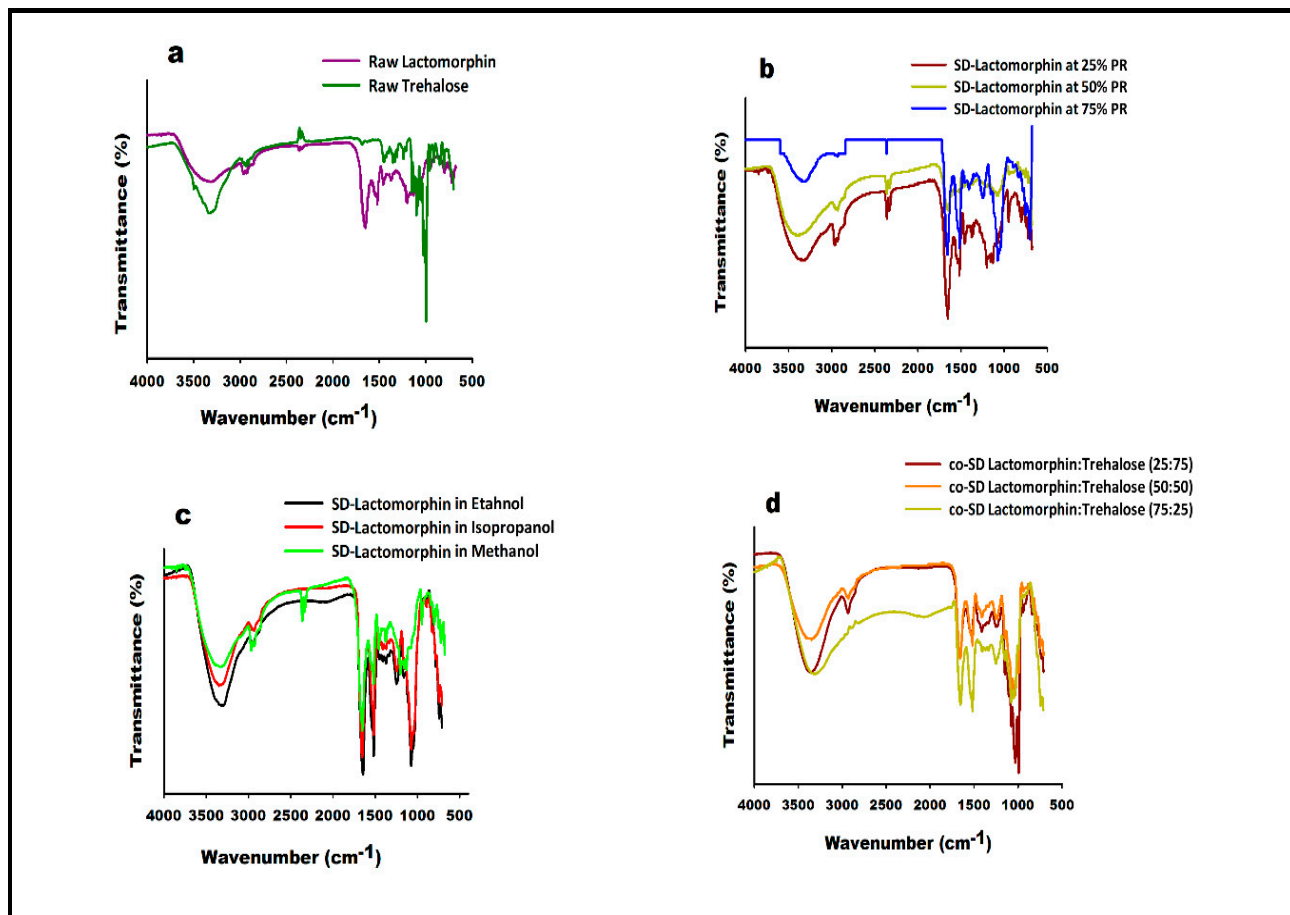 a
Raw Lactomorphin
Raw Trehalose
Transmittance (%)
4000 3500 3000 2500 2000 1500 1000 500
Wavenumber (cm-1)
b
SD-Lactomorphin at 25% PR
SD-Lactomorphin at 50% PR
SD-Lactomorphin at 75% PR
Transmittance (%)
4000 3500 3000 2500 2000 1500 1000 500
Wavenumber (cm-1)
c
SD-Lactomorphin in Etahnol
SD-Lactomorphin in Isopropanol
SD-Lactomorphin in Methanol
Transmittance (%)
4000 3500 3000 2500 2000 1500 1000 500
Wavenumber (cm-1)
d
co-SD Lactomorphin:Trehalose (25:75)
co-SD Lactomorphin:Trehalose (50:50)
co-SD Lactomorphin:Trehalose (75:25)
Transmittance (%)
4000 3500 3000 2500 2000 1500 1000 500
Wavenumber (cm-1)